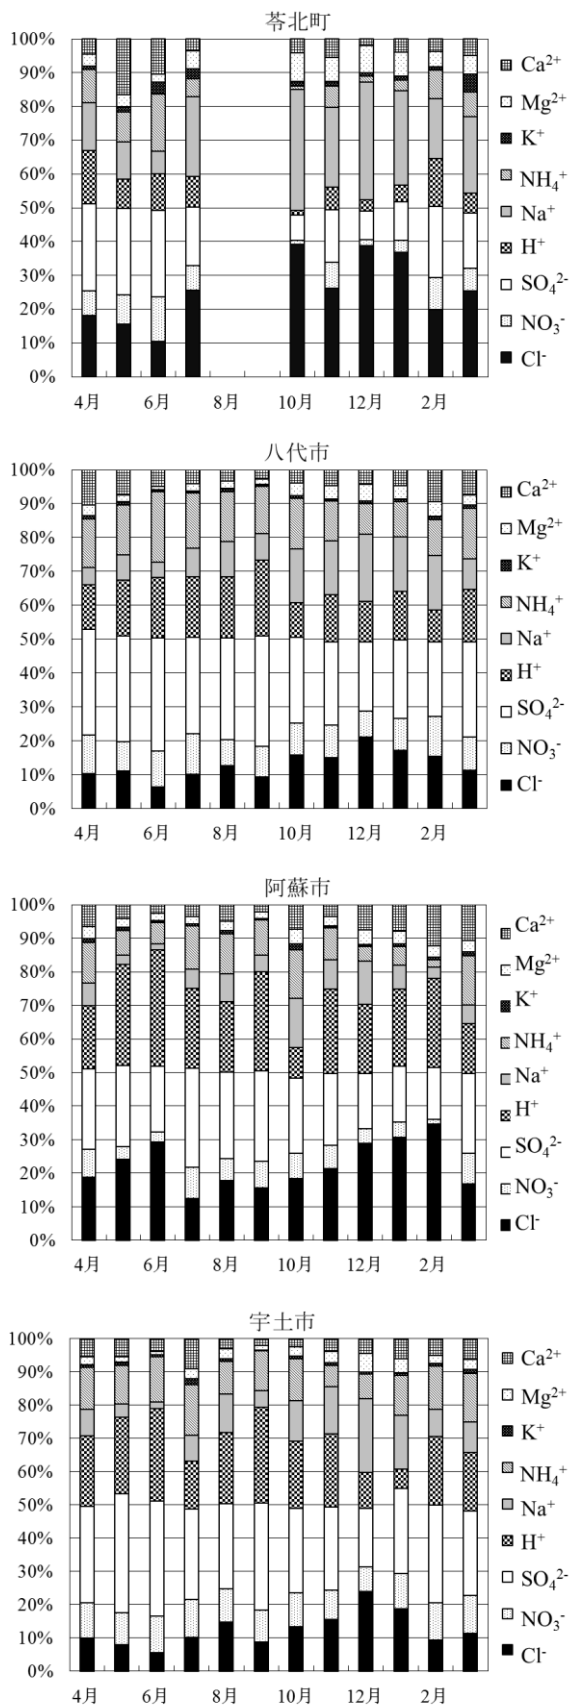 苓北町
100%
90%
80%
70%
60%
50%
40%
30%
20%
10%
0%
4月 6月 8月 10月 12月 2月
Ca²⁺
Mg²⁺
K⁺
NH₄⁺
Na⁺
H⁺
SO₄²⁻
NO₃⁻
Cl⁻
八代市
100%
90%
80%
70%
60%
50%
40%
30%
20%
10%
0%
4月 6月 8月 10月 12月 2月
Ca²⁺
Mg²⁺
K⁺
NH₄⁺
Na⁺
H⁺
SO₄²⁻
NO₃⁻
Cl⁻
阿蘇市
100%
90%
80%
70%
60%
50%
40%
30%
20%
10%
0%
4月 6月 8月 10月 12月 2月
Ca²⁺
Mg²⁺
K⁺
NH₄⁺
Na⁺
H⁺
SO₄²⁻
NO₃⁻
Cl⁻
宇土市
100%
90%
80%
70%
60%
50%
40%
30%
20%
10%
0%
4月 6月 8月 10月 12月 2月
Ca²⁺
Mg²⁺
K⁺
NH₄⁺
Na⁺
H⁺
SO₄²⁻
NO₃⁻
Cl⁻